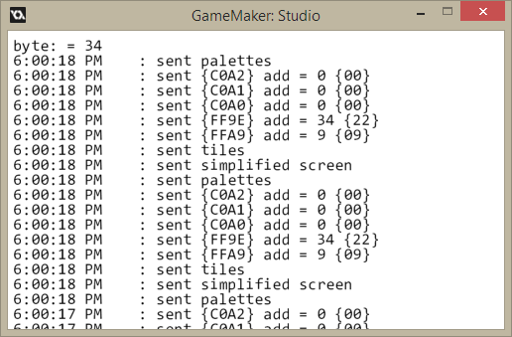 GameMaker: Studio
byte: = 34
6:00:18 PM : sent palettes
6:00:18 PM : sent {C0A2} add = 0 {00}
6:00:18 PM : sent {C0A1} add = 0 {00}
6:00:18 PM : sent {C0A0} add = 0 {00}
6:00:18 PM : sent {FF9E} add = 34 {22}
6:00:18 PM : sent {FFA9} add = 9 {09}
6:00:18 PM : sent tiles
6:00:18 PM : sent simplified screen
6:00:18 PM : sent palettes
6:00:18 PM : sent {C0A2} add = 0 {00}
6:00:18 PM : sent {C0A1} add = 0 {00}
6:00:18 PM : sent {C0A0} add = 0 {00}
6:00:18 PM : sent {FF9E} add = 34 {22}
6:00:18 PM : sent {FFA9} add = 9 {09}
6:00:18 PM : sent tiles
6:00:18 PM : sent simplified screen
6:00:18 PM : sent palettes
6:00:17 PM : sent {C0A2} add = 0 {00}
6:00:17 PM : sent {C0A1} add = 0 {00}